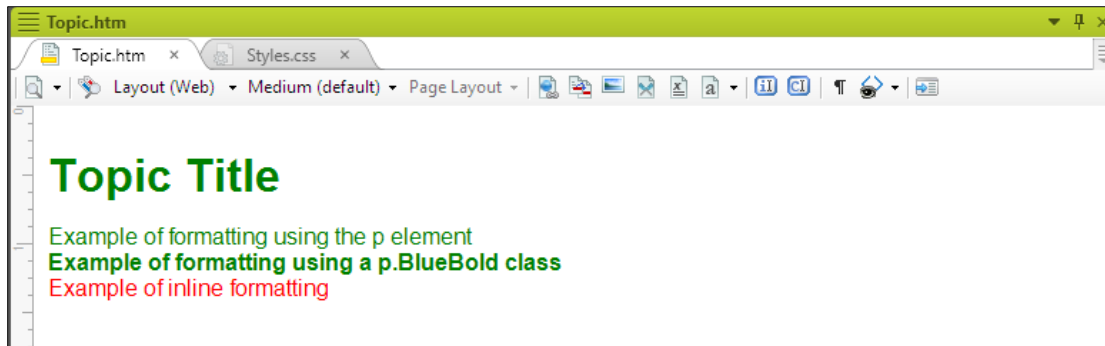 Topic.htm
Topic.htm × Styles.css ×
Layout (Web) Medium (default) Page Layout
Topic Title
Example of formatting using the p element
Example of formatting using a p.BlueBold class
Example of inline formatting